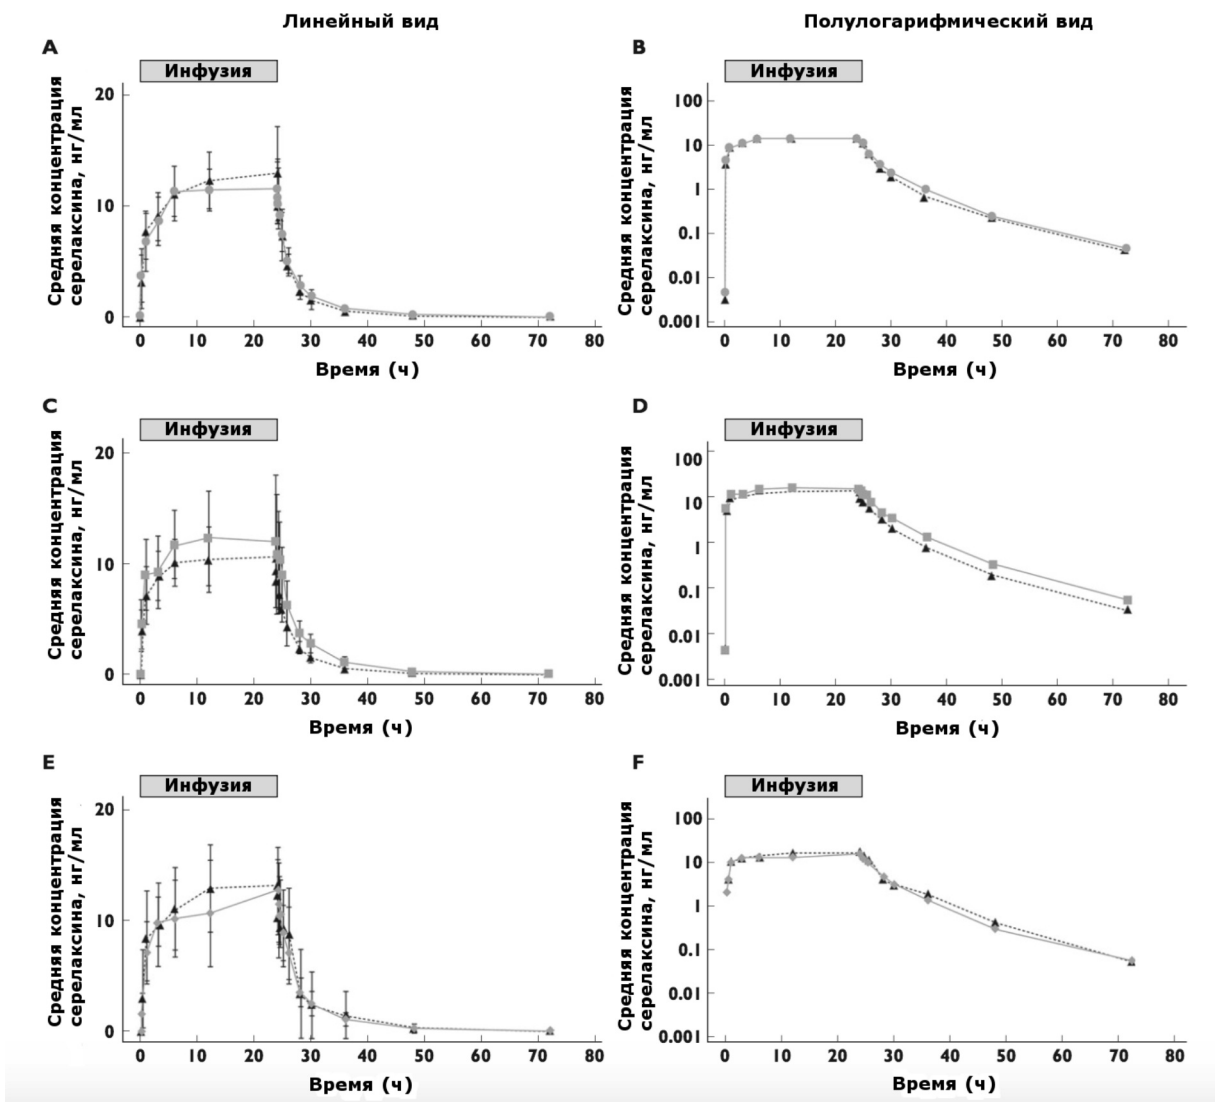 Линейный вид
Полулогарифмический вид
A
Инфузия
Средняя концентрация
серелаксина, нг/мл
20
10
0
0 10 20 30 40 50 60 70 80
Время (ч)
B
Инфузия
Средняя концентрация
серелаксина, нг/мл
100
10
1
0.1
0.01
0.001
0 10 20 30 40 50 60 70 80
Время (ч)
C
Инфузия
Средняя концентрация
серелаксина, нг/мл
20
10
0
0 10 20 30 40 50 60 70 80
Время (ч)
D
Инфузия
Средняя концентрация
серелаксина, нг/мл
100
10
1
0.1
0.01
0.001
0 10 20 30 40 50 60 70 80
Время (ч)
E
Инфузия
Средняя концентрация
серелаксина, нг/мл
20
10
0
0 10 20 30 40 50 60 70 80
Время (ч)
F
Инфузия
Средняя концентрация
серелаксина, нг/мл
100
10
1
0.1
0.01
0.001
0 10 20 30 40 50 60 70 80
Время (ч)